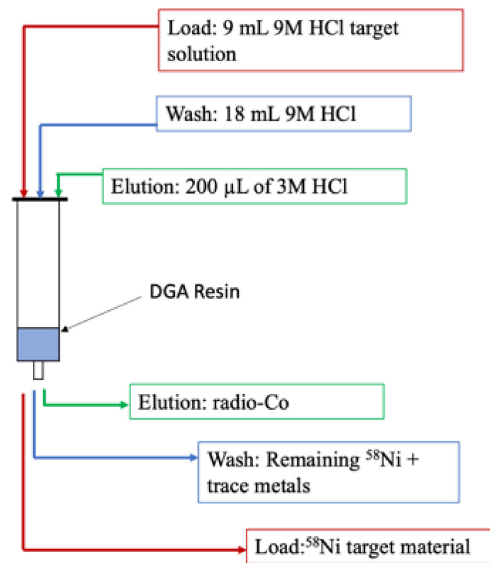 Load: 9 mL 9M HCl target
solution
Wash: 18 mL 9M HCl
Elution: 200 µL of 3M HCl
DGA Resin
Elution: radio-Co
Wash: Remaining ⁵⁸Ni +
trace metals
Load:⁵⁸Ni target material